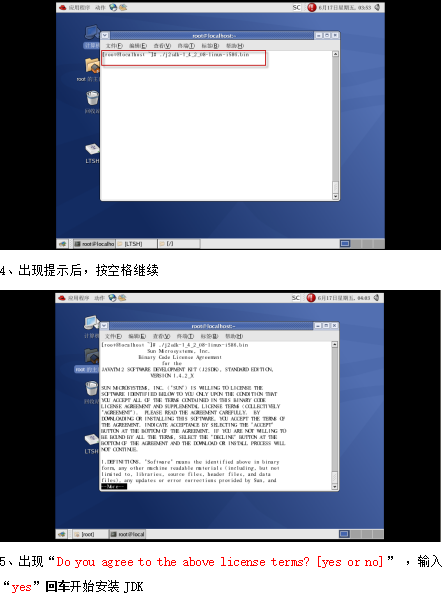 应用程序 动作 SC 6月17日星期五, 03:53
root@localhost:~
文件(F) 编辑(E) 查看(V) 终端(T) 标签(B) 帮助(H)
[root@localhost ~]# ./j2sdk-1_4_2_08-linux-i586.bin
计算机
root 的主
回收站
LTSH
root@localho [LTSH] [/]
4、出现提示后，按空格继续
应用程序 动作 SC 6月17日星期五, 04:03
root@localhost:~
文件(F) 编辑(E) 查看(V) 终端(T) 标签(B) 帮助(H)
[root@localhost ~]# ./j2sdk-1_4_2_08-linux-i586.bin
Sun Microsystems, Inc.
Binary Code License Agreement
for the
JAVATM 2 SOFTWARE DEVELOPMENT KIT (J2SDK), STANDARD EDITION,
VERSION 1.4.2_X
SUN MICROSYSTEMS, INC. ("SUN") IS WILLING TO LICENSE THE
SOFTWARE IDENTIFIED BELOW TO YOU ONLY UPON THE CONDITION THAT
YOU ACCEPT ALL OF THE TERMS CONTAINED IN THIS BINARY CODE
LICENSE AGREEMENT AND SUPPLEMENTAL LICENSE TERMS (COLLECTIVELY
"AGREEMENT"). PLEASE READ THE AGREEMENT CAREFULLY. BY
DOWNLOADING OR INSTALLING THIS SOFTWARE, YOU ACCEPT THE TERMS OF
THE AGREEMENT. INDICATE ACCEPTANCE BY SELECTING THE "ACCEPT"
BUTTON AT THE BOTTOM OF THE AGREEMENT. IF YOU ARE NOT WILLING TO
BE BOUND BY ALL THE TERMS, SELECT THE "DECLINE" BUTTON AT THE
BOTTOM OF THE AGREEMENT AND THE DOWNLOAD OR INSTALL PROCESS WILL
NOT CONTINUE.
1.DEFINITIONS. "Software" means the identified above in binary
form, any other machine readable materials (including, but not
limited to, libraries, source files, header files, and data
files), any updates or error corrections provided by Sun, and
--More--
计算机
root 的主
回收站
LTSH
[root] root@local
5、出现“Do you agree to the above license terms? [yes or no]” ，输入
“yes”回车开始安装 JDK